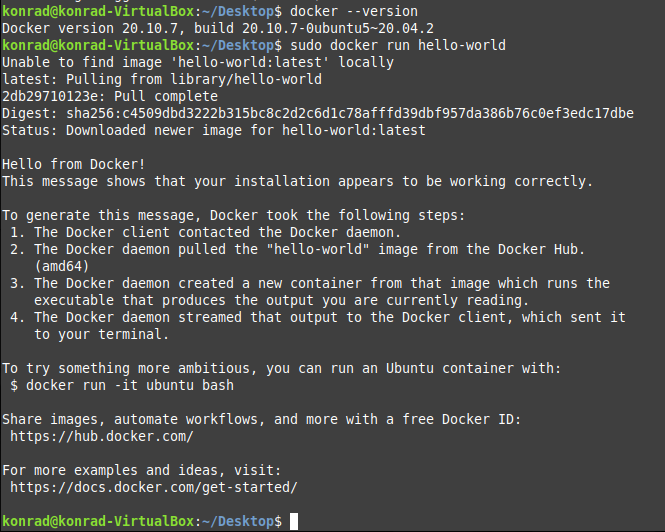 konrad@konrad-VirtualBox:~/Desktop$ docker --version
Docker version 20.10.7, build 20.10.7-0ubuntu5~20.04.2
konrad@konrad-VirtualBox:~/Desktop$ sudo docker run hello-world
Unable to find image 'hello-world:latest' locally
latest: Pulling from library/hello-world
2db29710123e: Pull complete
Digest: sha256:c4509dbd3222b315bc8c2d2c6d1c78afffd39dbf957da386b76c0ef3edc17dbe
Status: Downloaded newer image for hello-world:latest

Hello from Docker!
This message shows that your installation appears to be working correctly.

To generate this message, Docker took the following steps:
 1. The Docker client contacted the Docker daemon.
 2. The Docker daemon pulled the "hello-world" image from the Docker Hub.
    (amd64)
 3. The Docker daemon created a new container from that image which runs the
    executable that produces the output you are currently reading.
 4. The Docker daemon streamed that output to the Docker client, which sent it
    to your terminal.

To try something more ambitious, you can run an Ubuntu container with:
 $ docker run -it ubuntu bash

Share images, automate workflows, and more with a free Docker ID:
 https://hub.docker.com/

For more examples and ideas, visit:
 https://docs.docker.com/get-started/

konrad@konrad-VirtualBox:~/Desktop$